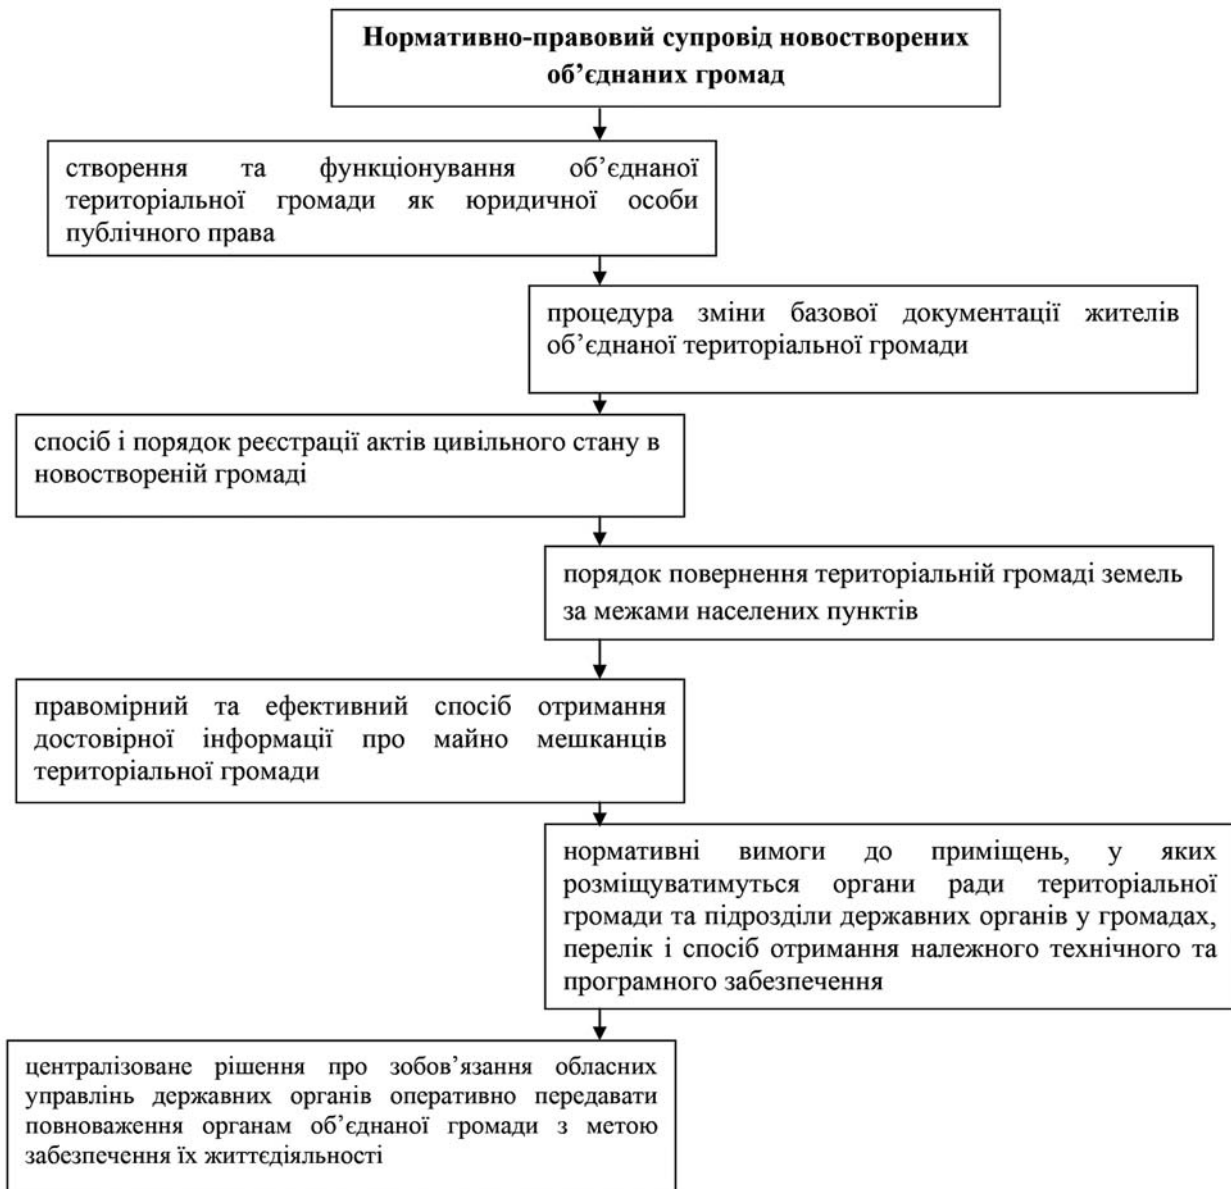 Нормативно-правовий супровід новостворених
об’єднаних громад
створення та функціонування об’єднаної
територіальної громади як юридичної особи
публічного права
процедура зміни базової документації жителів
об’єднаної територіальної громади
спосіб і порядок реєстрації актів цивільного стану в
новоствореній громаді
порядок повернення територіальній громаді земель
за межами населених пунктів
правомірний та ефективний спосіб отримання
достовірної інформації про майно мешканців
територіальної громади
нормативні вимоги до приміщень, у яких
розміщуватимуться органи ради територіальної
громади та підрозділи державних органів у громадах,
перелік і спосіб отримання належного технічного та
програмного забезпечення
централізоване рішення про зобов’язання обласних
управлінь державних органів оперативно передавати
повноваження органам об’єднаної громади з метою
забезпечення їх життєдіяльності